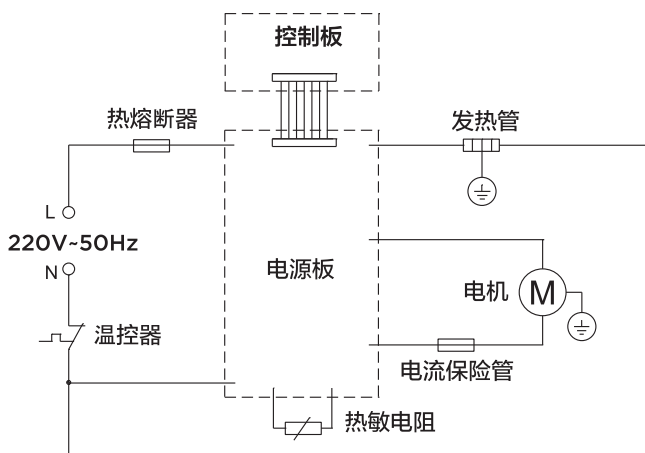 控制板
热熔断器
发热管
L
220V~50Hz
N
电源板
电机
M
温控器
电流保险管
热敏电阻